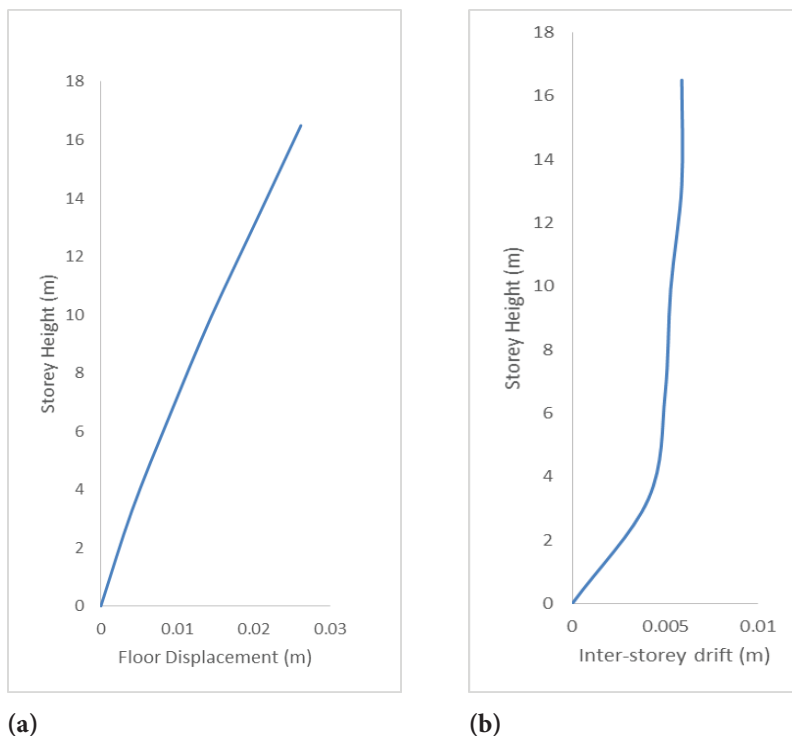 18
16
14
12
10
8
6
4
2
0
Storey Height (m)
0 0.01 0.02 0.03
Floor Displacement (m)
(a)
18
16
14
12
10
8
6
4
2
0
Storey Height (m)
0 0.005 0.01
Inter-storey drift (m)
(b)